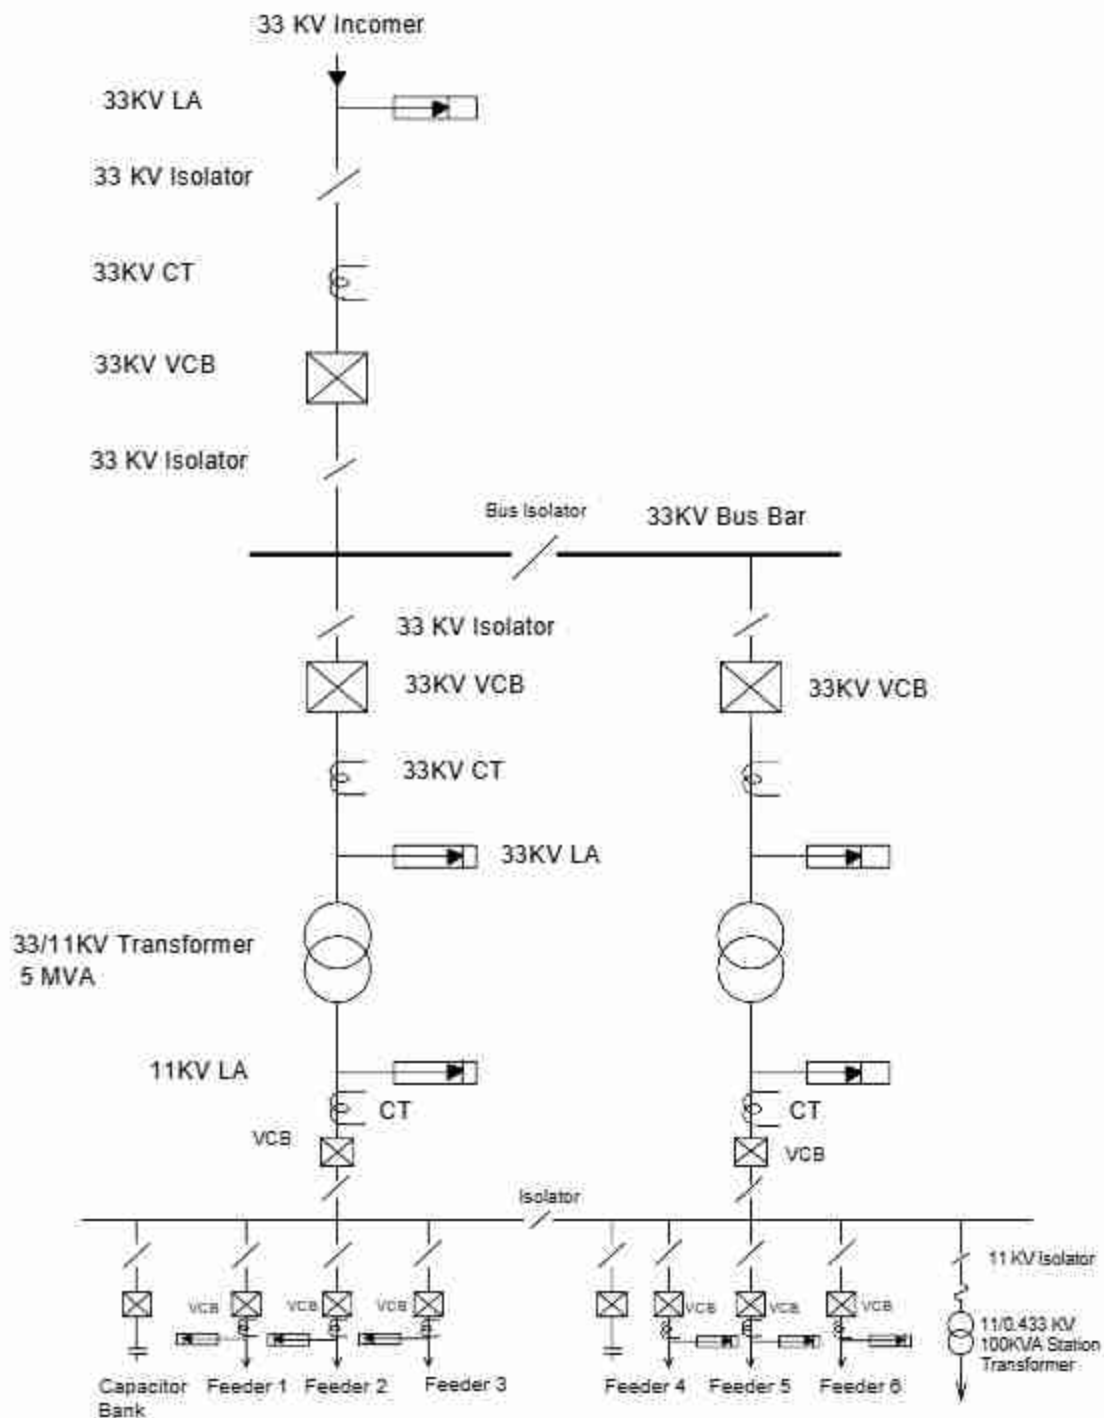 33 KV Incomer
33KV LA
33 KV Isolator
33KV CT
33KV VCB
33 KV Isolator
Bus Isolator
33KV Bus Bar
33 KV Isolator
33KV VCB
33KV VCB
33KV CT
33KV LA
33/11KV Transformer
5 MVA
11KV LA
CT
CT
VCB
VCB
Isolator
11 KV Isolator
VCB
VCB
VCB
VCB
VCB
VCB
11/0.433 KV
100KVA Station
Transformer
Capacitor
Bank
Feeder 1
Feeder 2
Feeder 3
Feeder 4
Feeder 5
Feeder 6